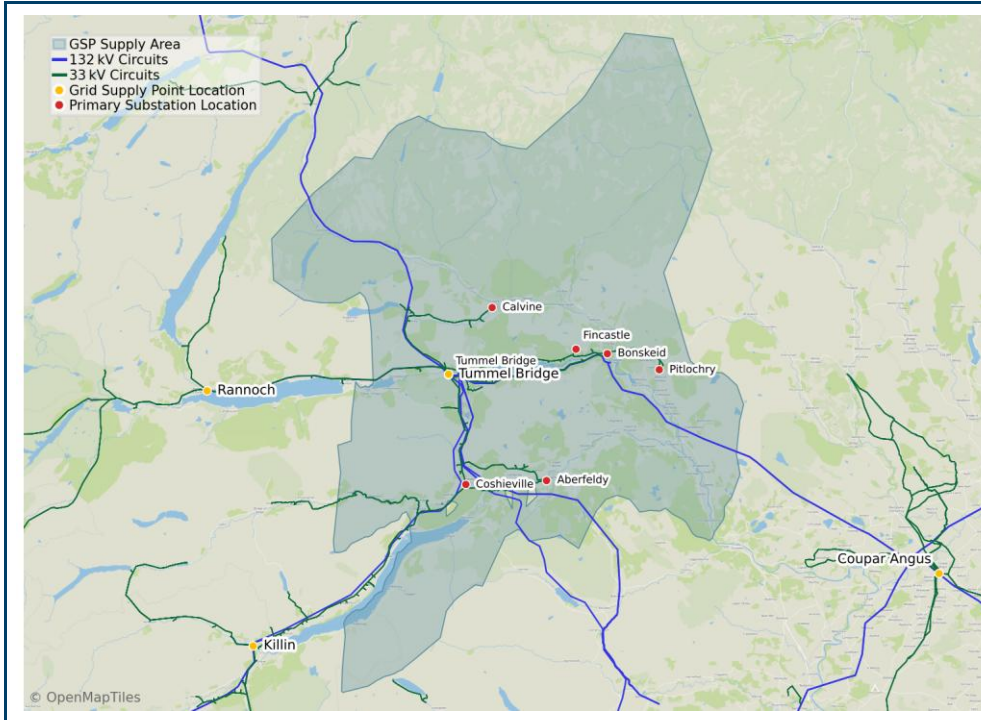 GSP Supply Area
132 kV Circuits
33 kV Circuits
Grid Supply Point Location
Primary Substation Location
Calvine
Fincastle
Bonskeid
Tummel Bridge
Tummel Bridge
Pitlochry
Rannoch
Coshieville
Aberfeldy
Coupar Angus
Killin
© OpenMapTiles